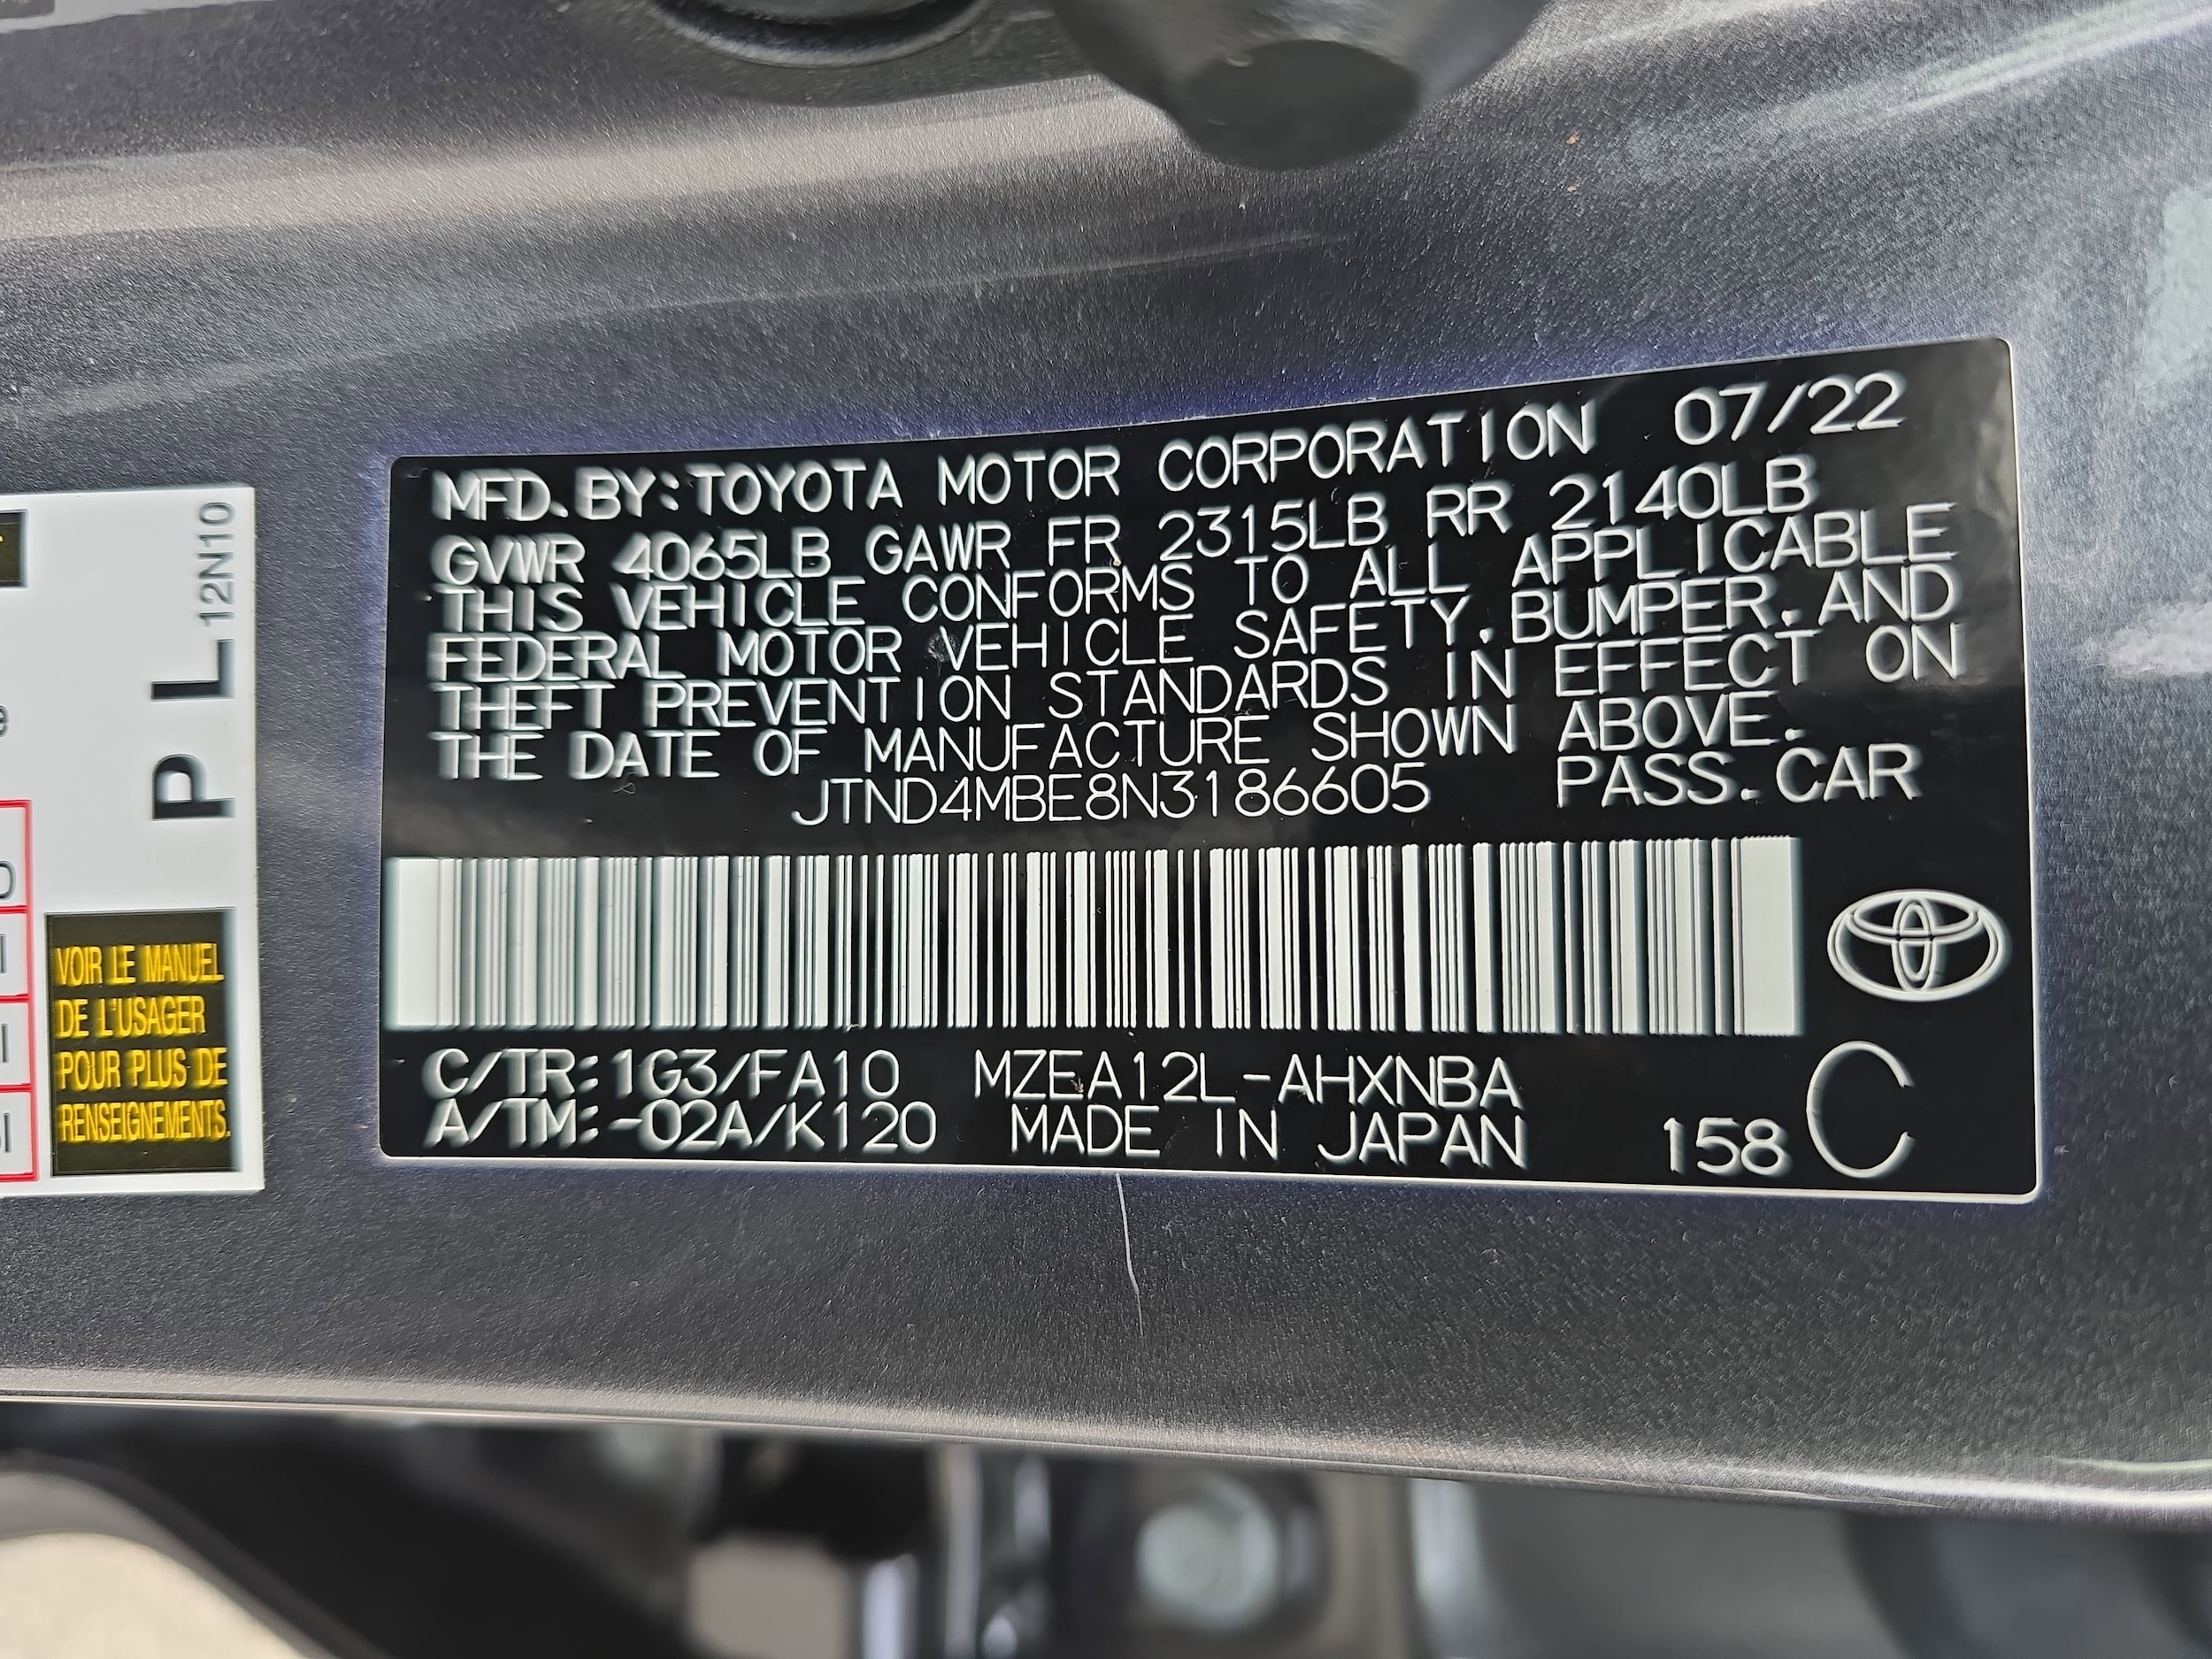 MFD. BY: TOYOTA MOTOR CORPORATION 07/22
GVWR 4065LB GAWR FR 2315LB RR 2140LB
THIS VEHICLE CONFORMS TO ALL APPLICABLE
FEDERAL MOTOR VEHICLE SAFETY, BUMPER, AND
THEFT PREVENTION STANDARDS IN EFFECT ON
THE DATE OF MANUFACTURE SHOWN ABOVE.
JTND4MBE8N3186605 PASS. CAR
C/TR: 1G3/FA10 MZEA12L-AHXNBA
A/TM: -02A/K120 MADE IN JAPAN 158 C
P L 12N10
VOIR LE MANUEL
DE L'USAGER
POUR PLUS DE
RENSEIGNEMENTS.